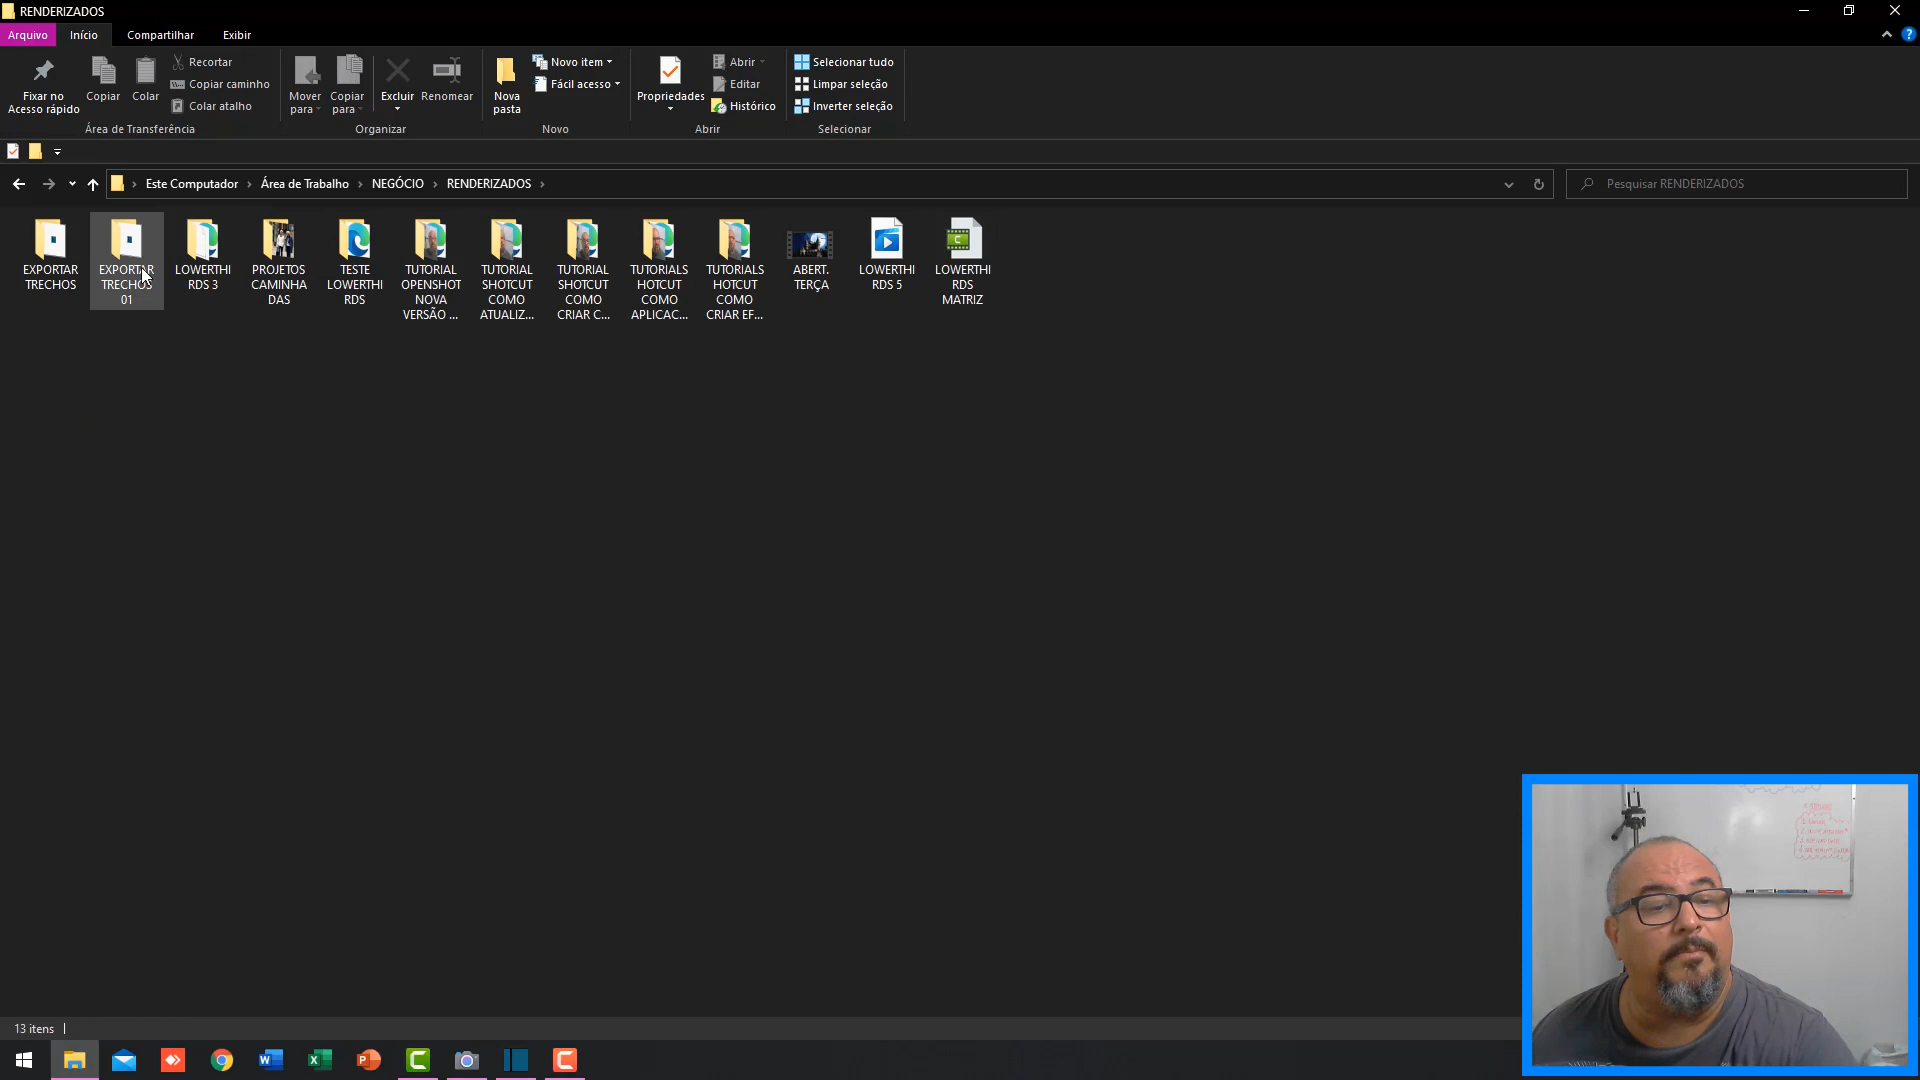 RENDERIZADOS
Arquivo
Início
Compartilhar
Exibir
Fixar no
Acesso rápido
Copiar
Colar
Recortar
Copiar caminho
Colar atalho
Área de Transferência
Mover
para
Copiar
para
Excluir
Renomear
Organizar
Nova
pasta
Novo item
Fácil acesso
Novo
Propriedades
Abrir
Editar
Histórico
Abrir
Selecionar tudo
Limpar seleção
Inverter seleção
Selecionar
Este Computador
Área de Trabalho
NEGÓCIO
RENDERIZADOS
Pesquisar RENDERIZADOS
EXPORTAR
TRECHOS
EXPORTAR
TRECHOS
01
LOWERTHI
RDS 3
PROJETOS
CAMINHA
DAS
TESTE
LOWERTHI
RDS
TUTORIAL
OPENSHOT
NOVA
VERSÃO ...
TUTORIAL
SHOTCUT
COMO
ATUALIZ...
TUTORIAL
SHOTCUT
COMO
CRIAR C...
TUTORIALS
HOTCUT
COMO
APLICAC...
TUTORIALS
HOTCUT
COMO
CRIAR EF...
ABERT.
TERÇA
LOWERTHI
RDS 5
LOWERTHI
RDS
MATRIZ
13 itens